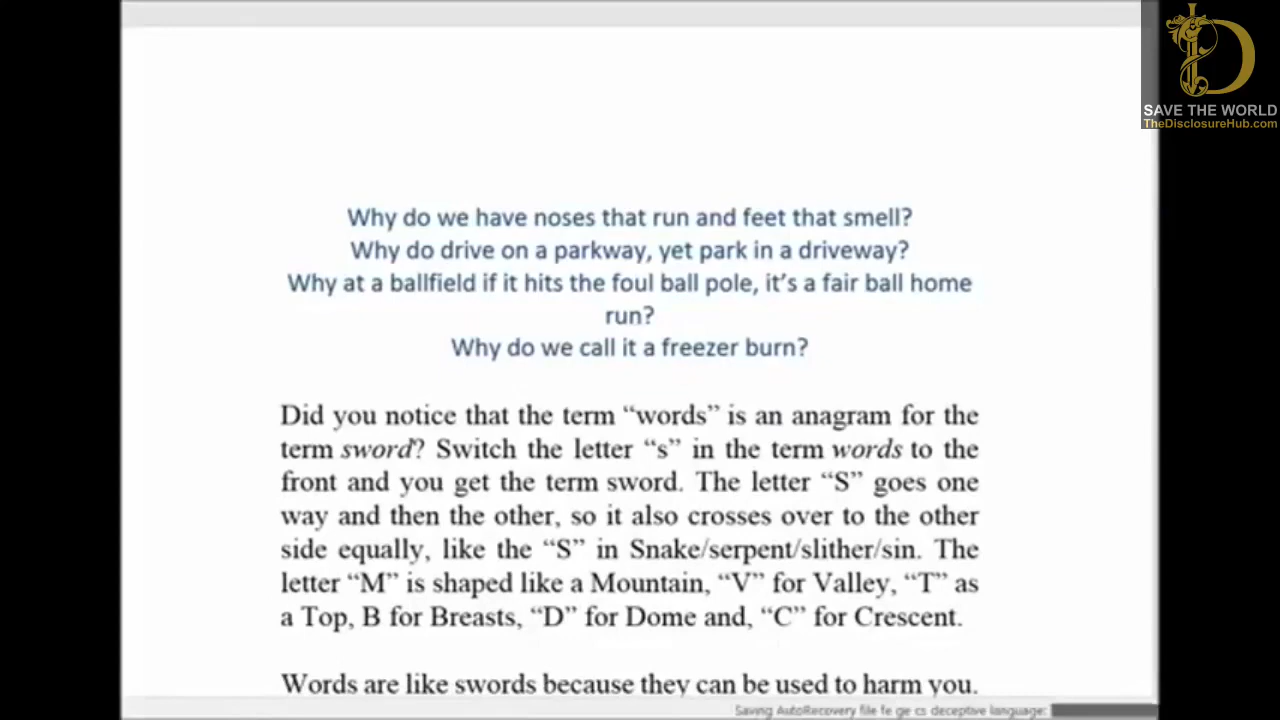 SAVE THE WORLD
TheDisclosureHub.com
Why do we have noses that run and feet that smell?
Why do drive on a parkway, yet park in a driveway?
Why at a ballfield if it hits the foul ball pole, it’s a fair ball home
run?
Why do we call it a freezer burn?
Did you notice that the term “words” is an anagram for the
term sword? Switch the letter “s” in the term words to the
front and you get the term sword. The letter “S” goes one
way and then the other, so it also crosses over to the other
side equally, like the “S” in Snake/serpent/slither/sin. The
letter “M” is shaped like a Mountain, “V” for Valley, “T” as
a Top, B for Breasts, “D” for Dome and, “C” for Crescent.
Words are like swords because they can be used to harm you.
Saving AutoRecovery file fe ge cs deceptive language: